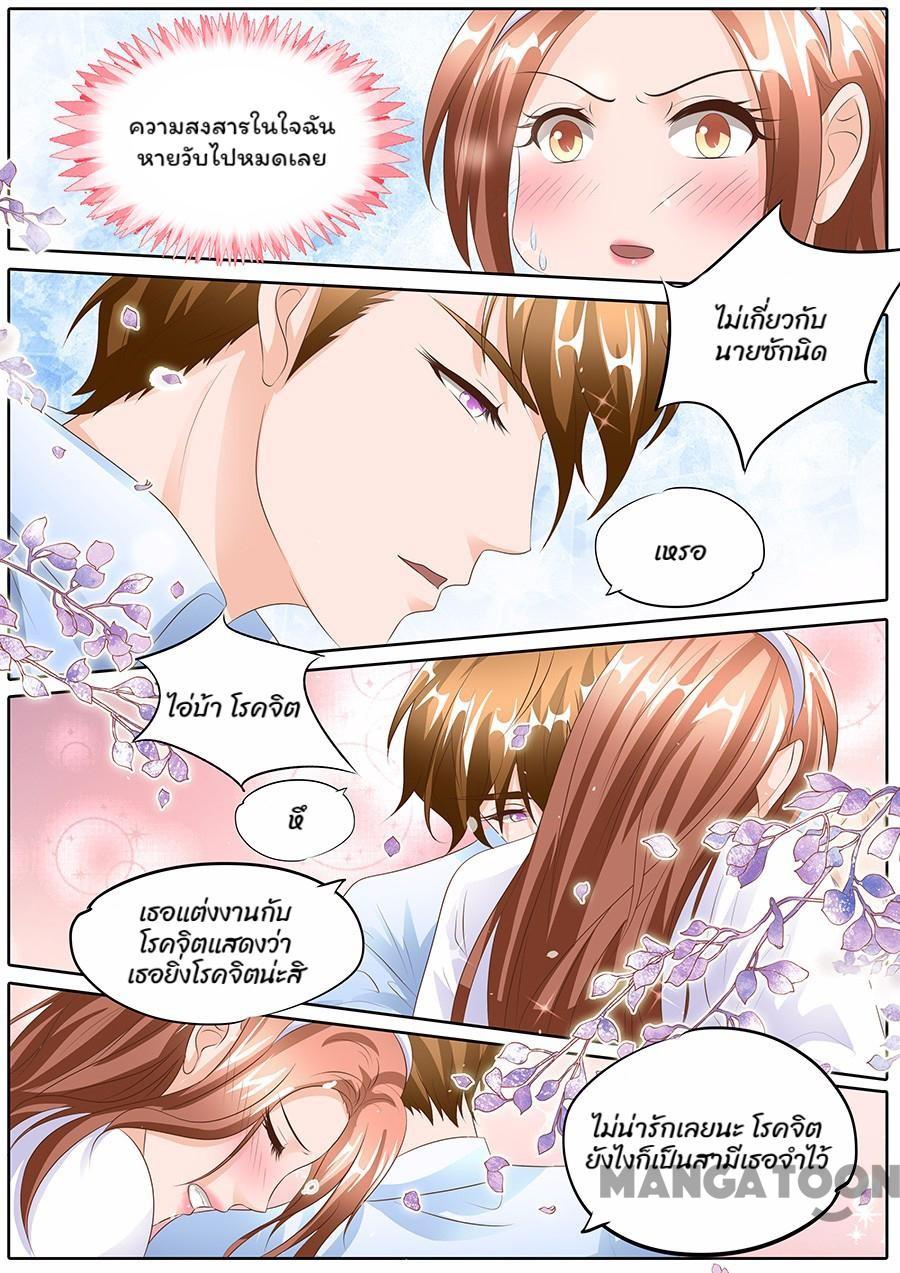 ความสงสารในใจฉัน
หายวับไปหมดเลย
ไม่เกี่ยวกับ
นายซักนิด
เหรอ
ไอ่บ้า โรคจิต
หึ
เธอแต่งงานกับ
โรคจิตแสดงว่า
เธอยิ่งโรคจิตน่ะสิ
ไม่น่ารักเลยนะ โรคจิต
ยังไงก็เป็นสามีเธอจำไว้
MANGATOON